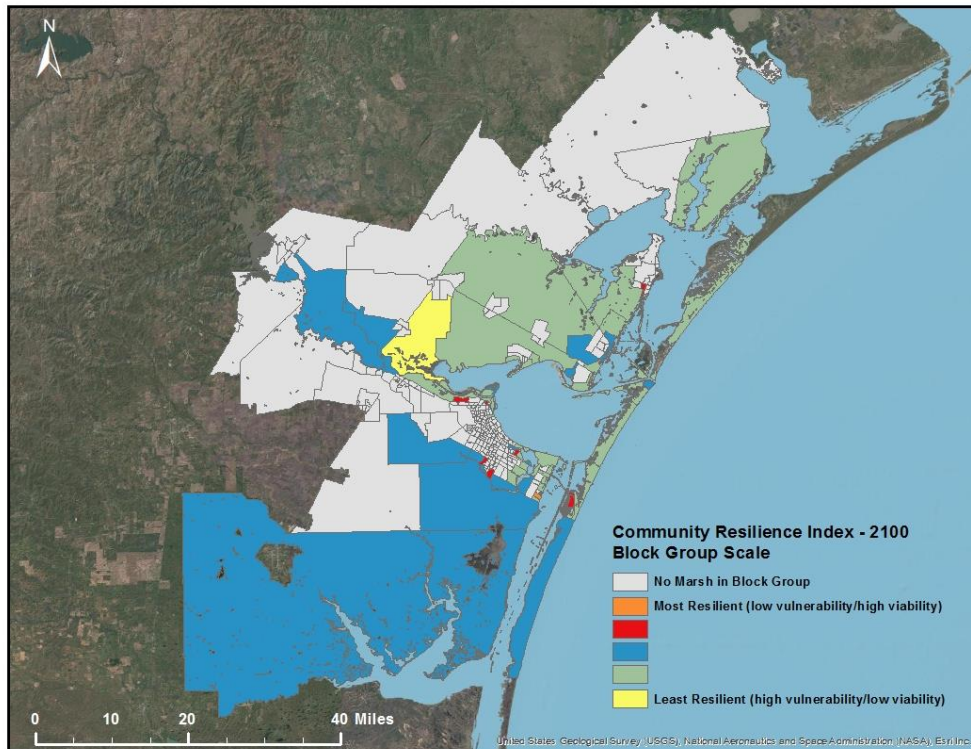 N
Community Resilience Index - 2100
Block Group Scale
No Marsh in Block Group
Most Resilient (low vulnerability/high viability)
Least Resilient (high vulnerability/low viability)
0 20 40 Miles
United States Geological Survey (USGS), National Aeronautics and Space Administration (NASA), Esri Inc